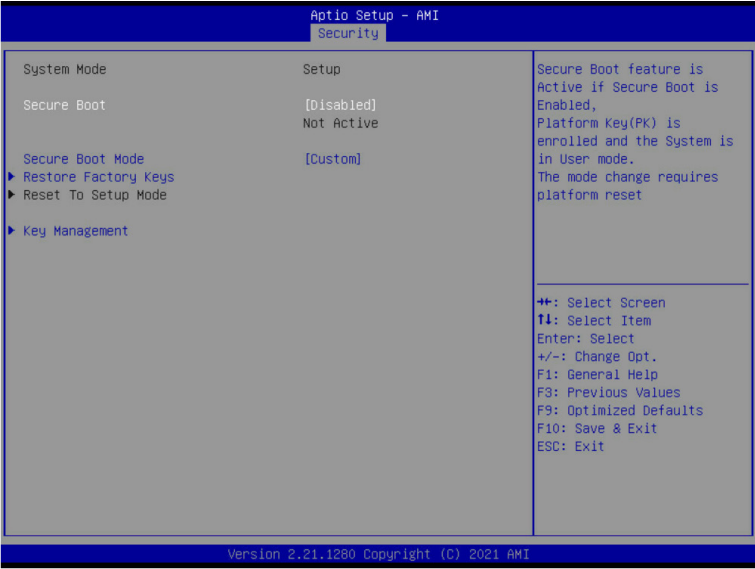 Aptio Setup - AMI
Security
System Mode Setup
Secure Boot [Disabled]
Not Active
Secure Boot Mode [Custom]
Restore Factory Keys
Reset To Setup Mode
Key Management
Secure Boot feature is
Active if Secure Boot is
Enabled,
Platform Key(PK) is
enrolled and the System is
in User mode.
The mode change requires
platform reset
→←: Select Screen
↑↓: Select Item
Enter: Select
+/-: Change Opt.
F1: General Help
F3: Previous Values
F9: Optimized Defaults
F10: Save & Exit
ESC: Exit
Version 2.21.1280 Copyright (C) 2021 AMI